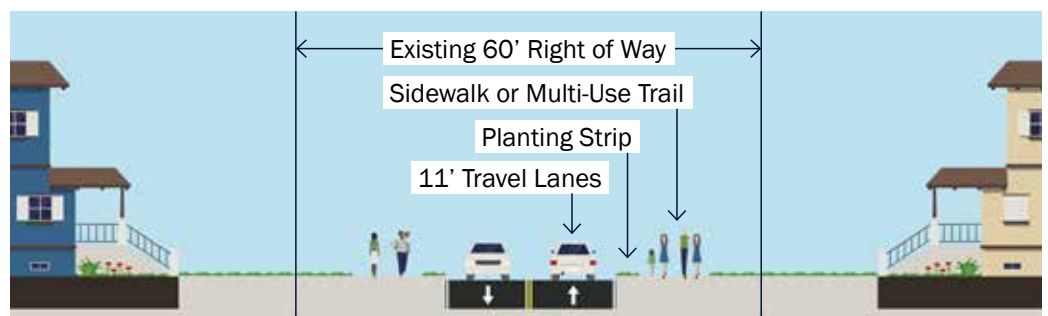 Existing 60’ Right of Way
Sidewalk or Multi-Use Trail
Planting Strip
11’ Travel Lanes